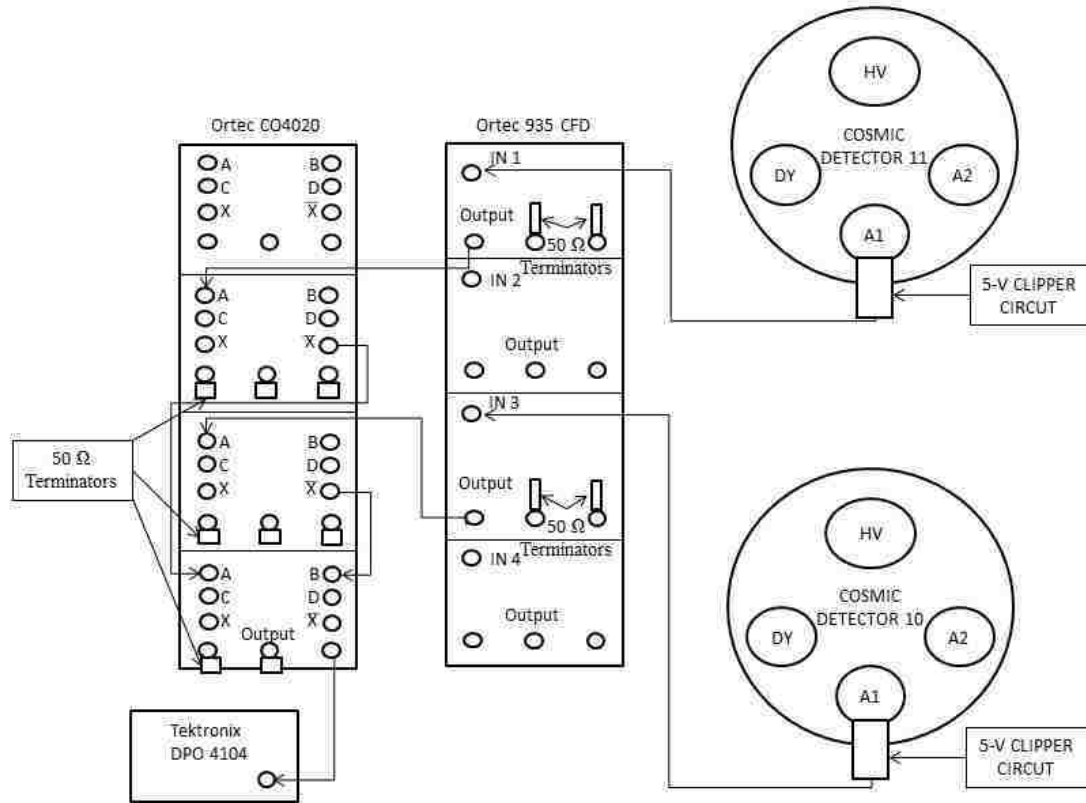 Ortec CO4020
A B
C D
X X̅
A B
C D
X X̅
A B
C D
X X̅
A B
C D
X X̅
Output
50 Ω
Terminators
Tektronix
DPO 4104
Ortec 935 CFD
IN 1
Output
50 Ω
Terminators
IN 2
Output
IN 3
Output
50 Ω
Terminators
IN 4
Output
HV
COSMIC
DETECTOR 11
DY
A2
A1
5-V CLIPPER
CIRCUT
HV
COSMIC
DETECTOR 10
DY
A2
A1
5-V CLIPPER
CIRCUT